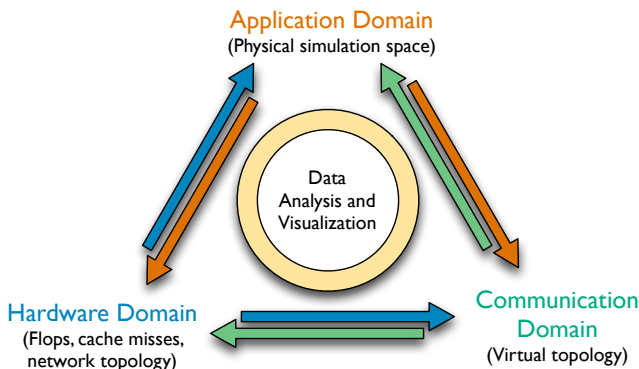 Application Domain
(Physical simulation space)
Data
Analysis and
Visualization
Hardware Domain
(Flops, cache misses,
network topology)
Communication
Domain
(Virtual topology)